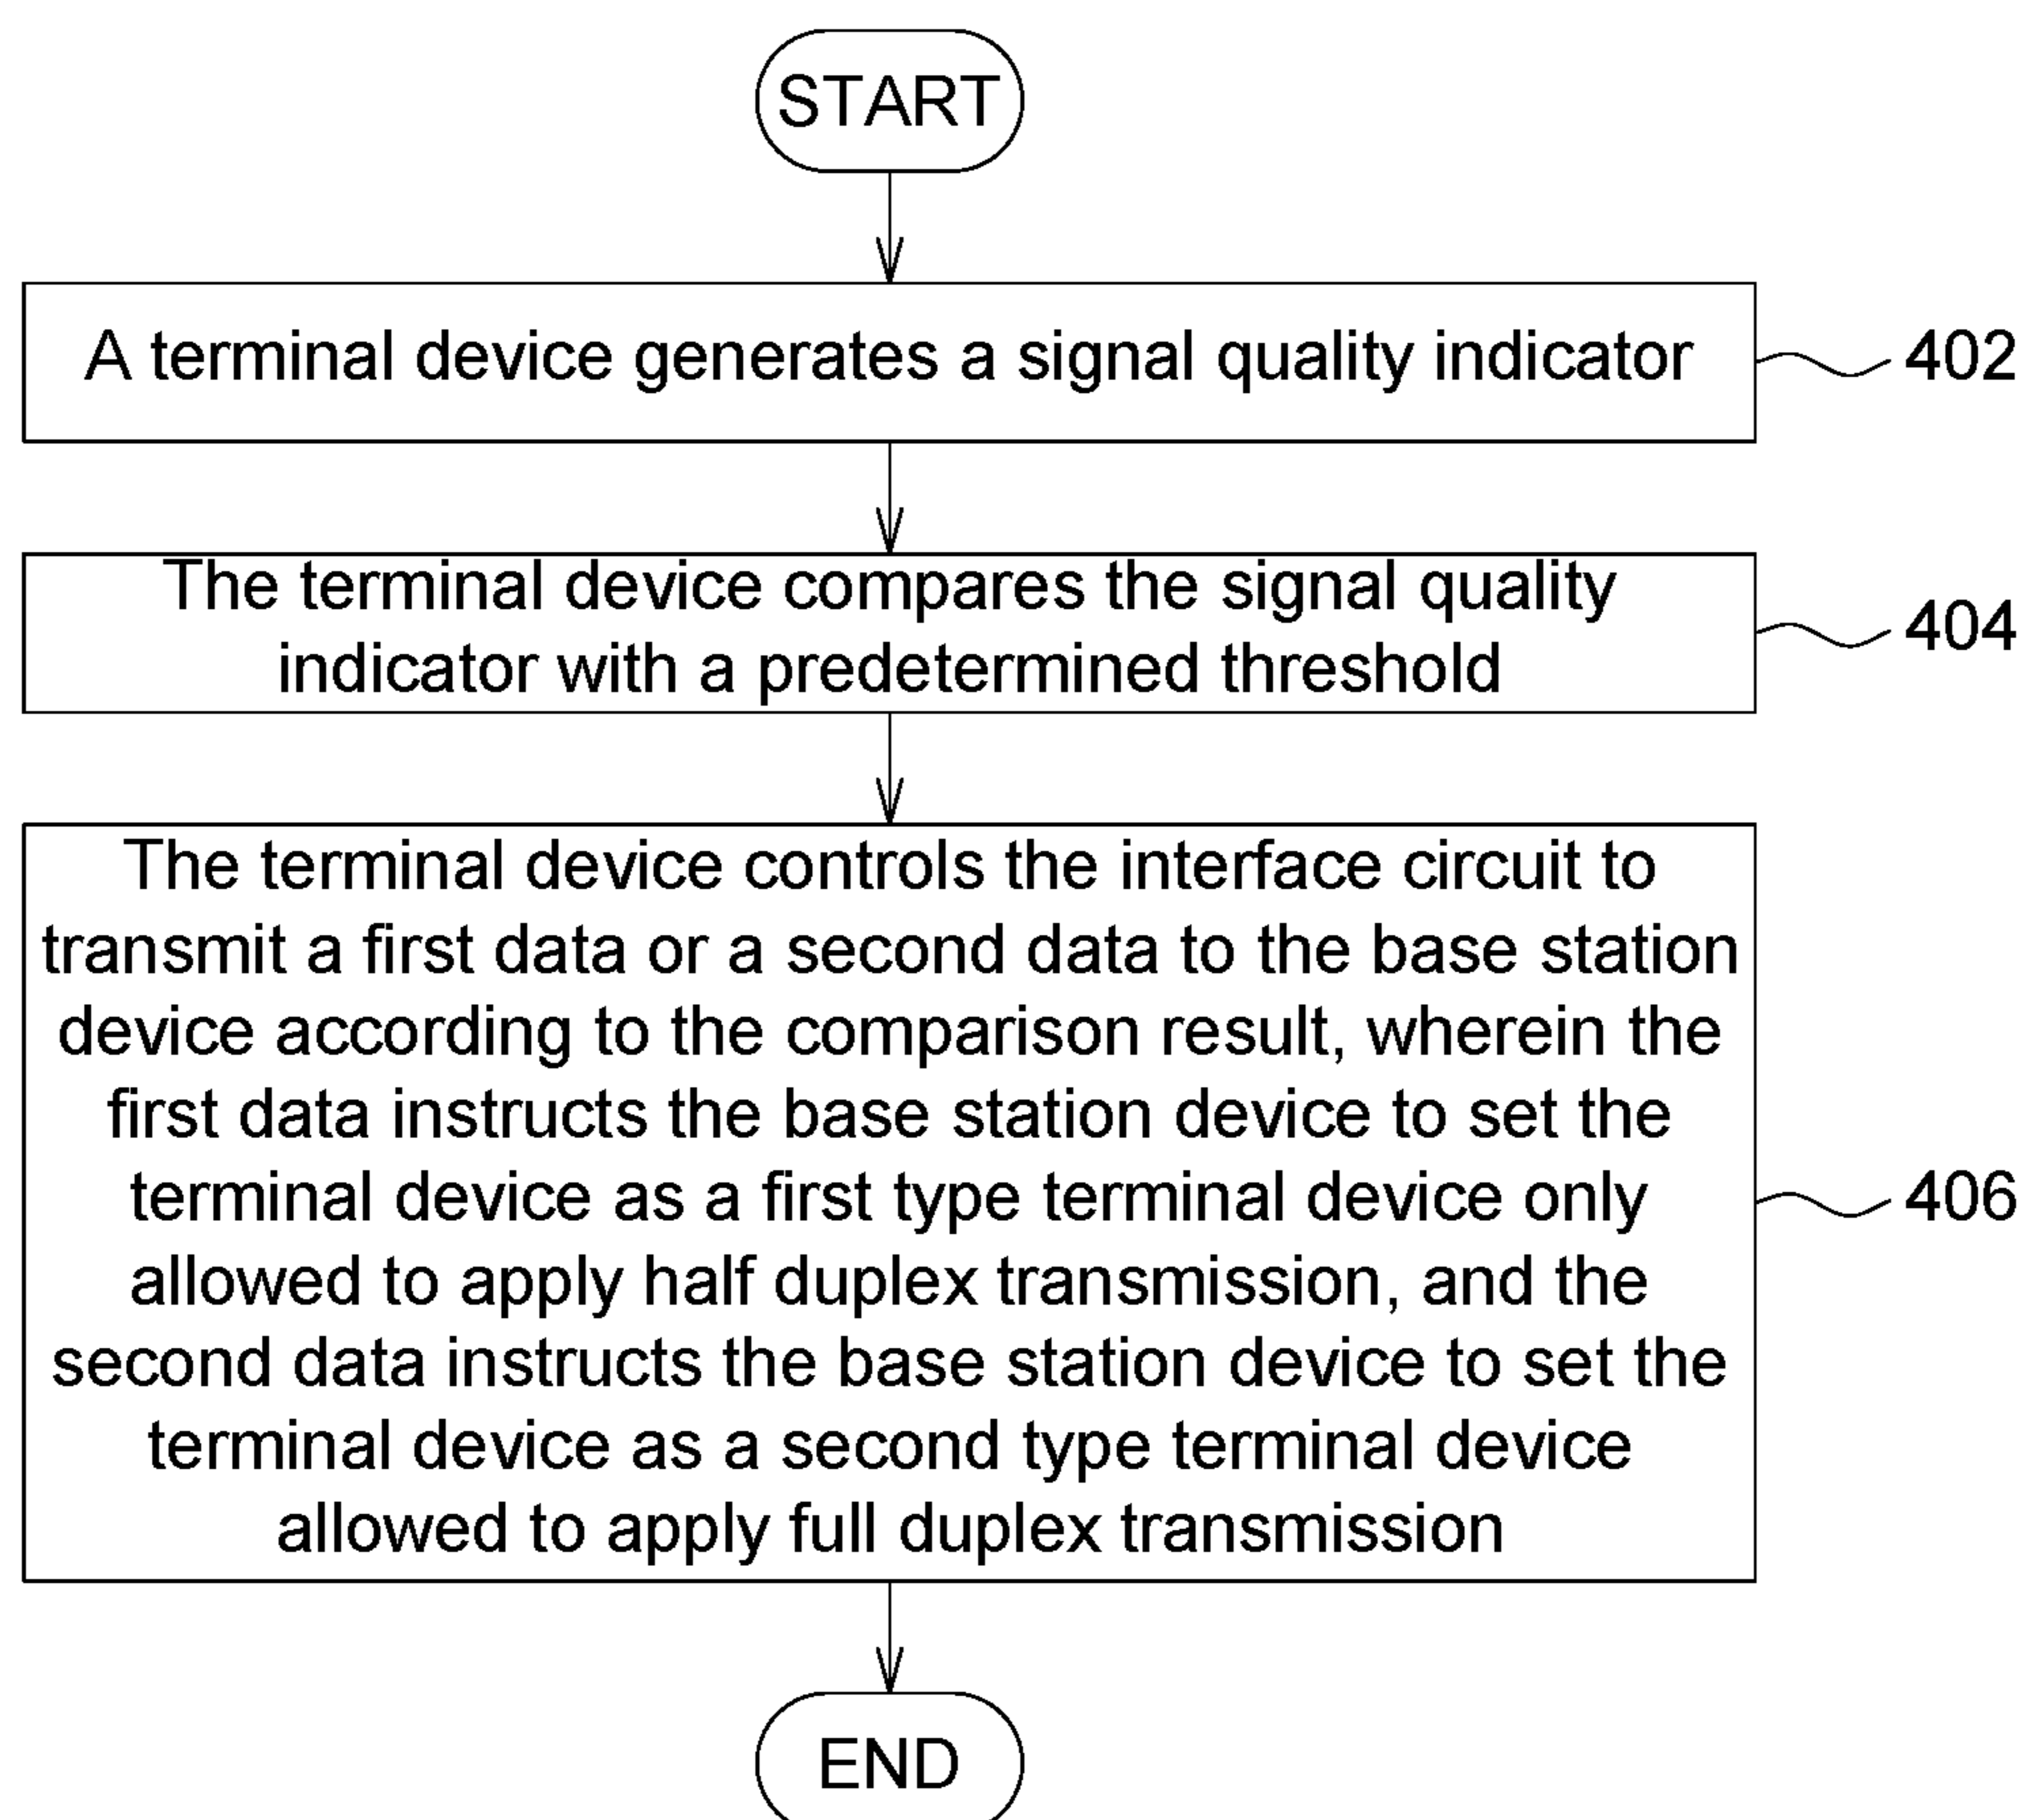 START
A terminal device generates a signal quality indicator
402
The terminal device compares the signal quality
indicator with a predetermined threshold
404
The terminal device controls the interface circuit to
transmit a first data or a second data to the base station
device according to the comparison result, wherein the
first data instructs the base station device to set the
terminal device as a first type terminal device only
allowed to apply half duplex transmission, and the
second data instructs the base station device to set the
terminal device as a second type terminal device
allowed to apply full duplex transmission
406
END